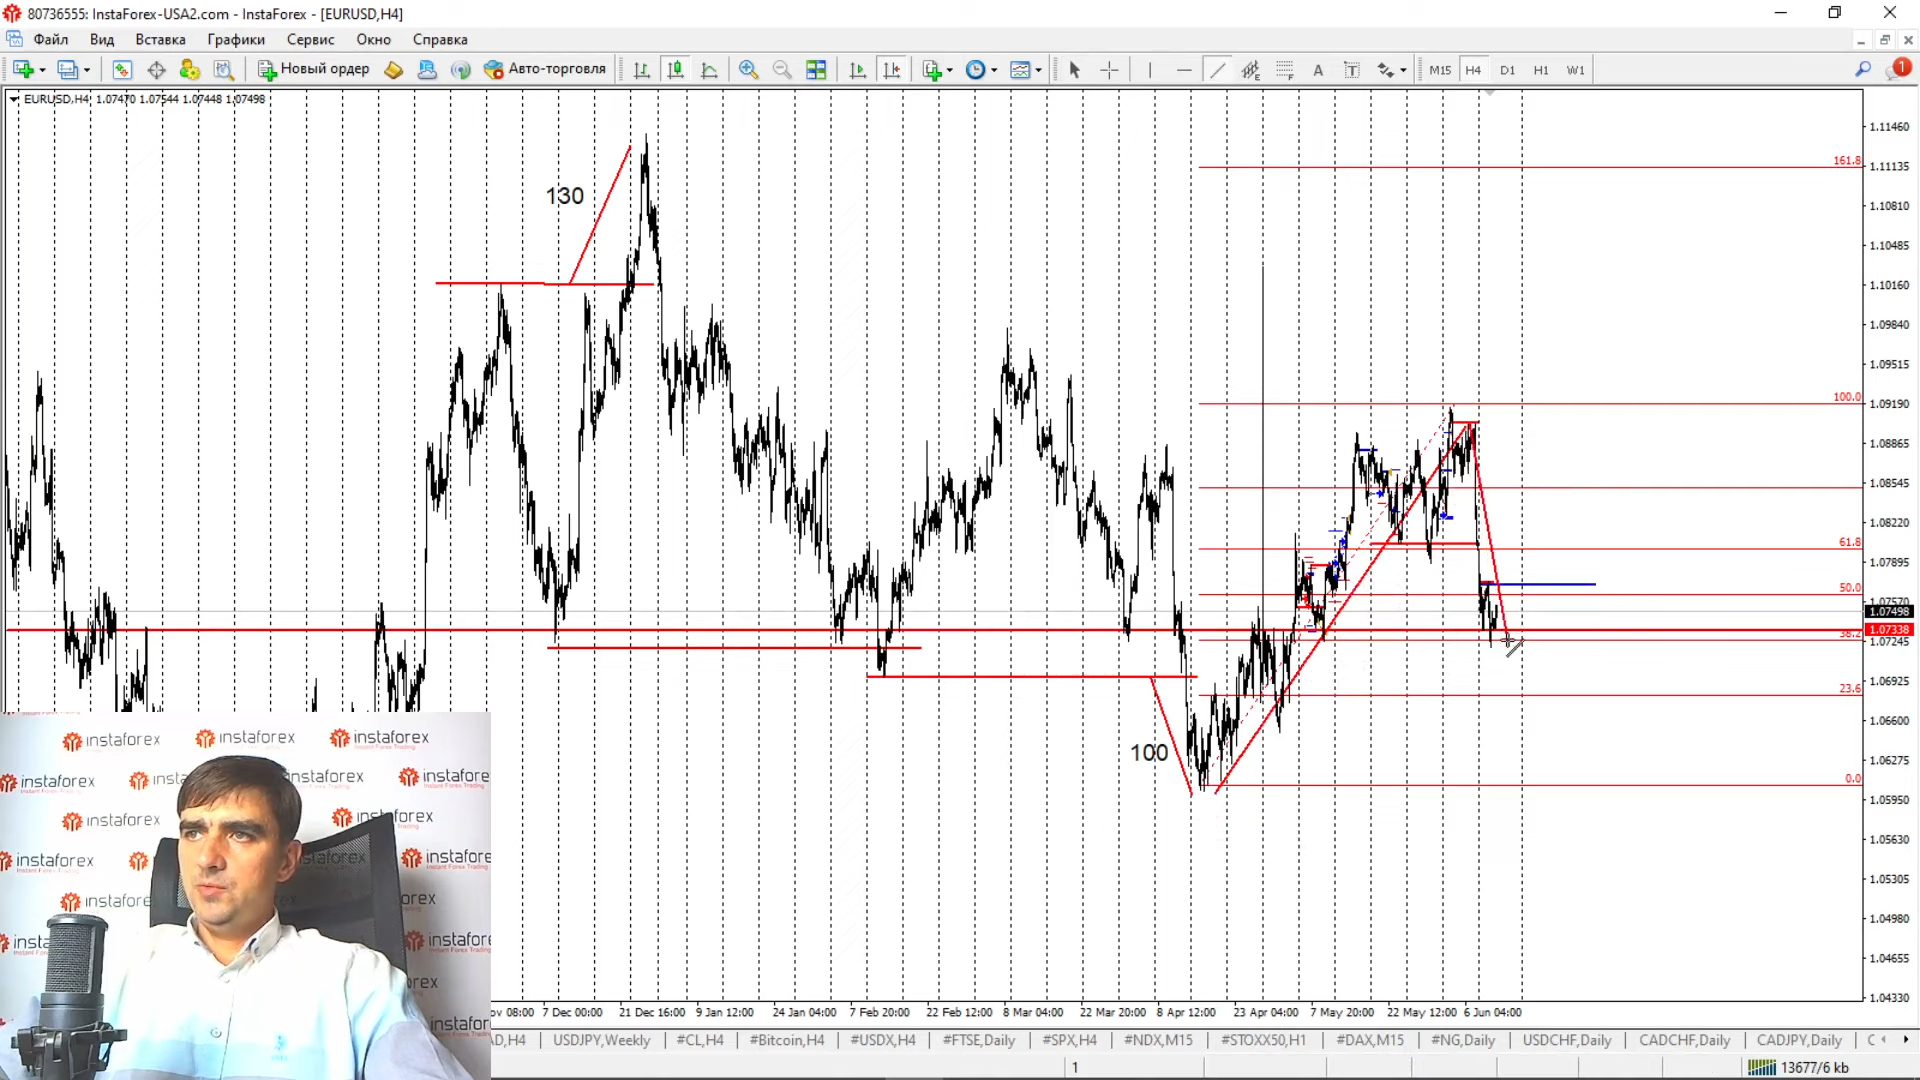 80736555: InstaForex-USA2.com - InstaForex - [EURUSD,H4]
Файл Вид Вставка Графики Сервис Окно Справка
Новый ордер Авто-торговля A T M15 H4 D1 H1 W1 1
EURUSD,H4 1.07470 1.07544 1.07448 1.07498
1.11460
161.8
1.11135
130
1.10810
1.10485
1.10160
1.09840
1.09515
100.0
1.09190
1.08865
1.08545
1.08220
61.8
1.07895
50.0
1.07570
1.07498
1.07338
38.2
1.07245
1.06925
23.6
1.06600
100
1.06275
0.0
1.05950
1.05630
1.05305
1.04980
1.04655
1.04330
instaforex
instaforex
instaforex
Instant Forex Trading
instaforex
instaforex
instaforex
instaforex
instaforex
08:00 7 Dec 00:00 21 Dec 16:00 9 Jan 12:00 24 Jan 04:00 7 Feb 20:00 22 Feb 12:00 8 Mar 04:00 22 Mar 20:00 8 Apr 12:00 23 Apr 04:00 7 May 20:00 22 May 12:00 6 Jun 04:00
D,H4 USDJPY,Weekly #CL,H4 #Bitcoin,H4 #USDX,H4 #FTSE,Daily #SPX,H4 #NDX,M15 #STOXX50,H1 #DAX,M15 #NG,Daily USDCHF,Daily CADCHF,Daily CADJPY,Daily
1 13677/6 kb